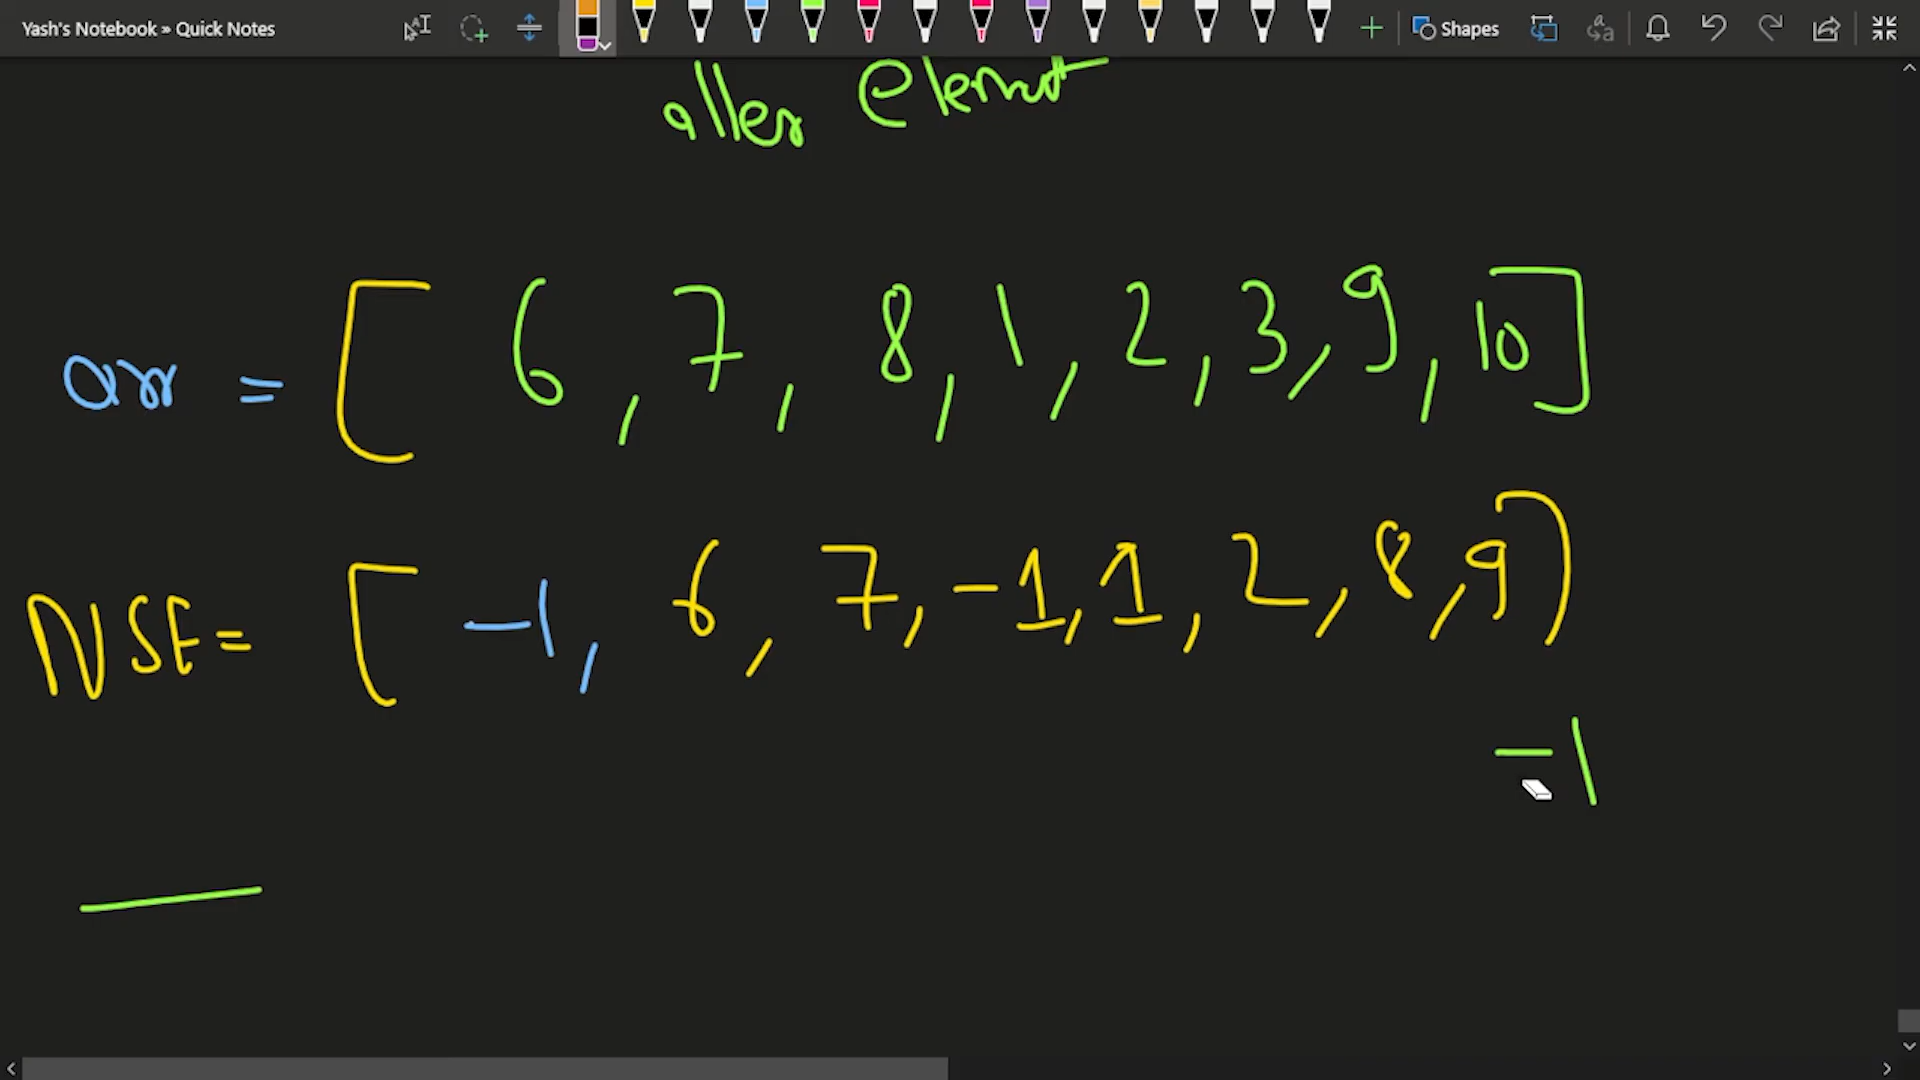 Yash's Notebook » Quick Notes
Shapes
aller
arr = [ 6, 7, 8, 1, 2, 3, 9, 10]
NSE= [ -1, 6, 7, -1, 1, 2, 8, 9)
-1